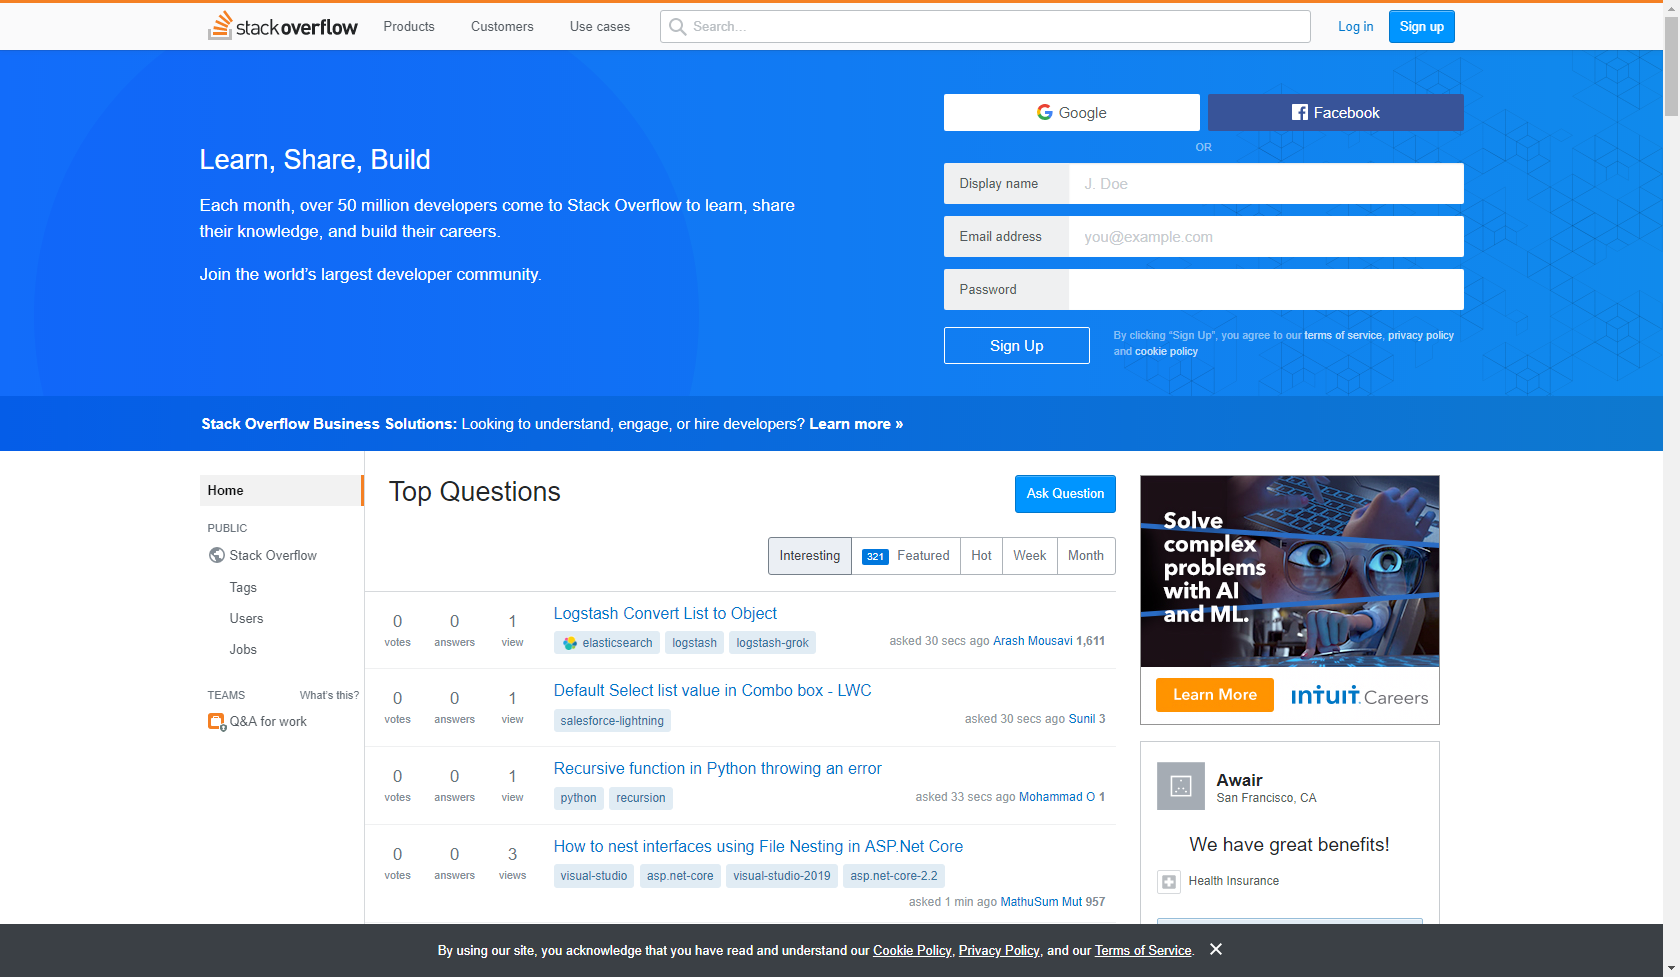 stackoverflow Products Customers Use cases Search... Log in Sign up
Google Facebook
OR
Learn, Share, Build
Each month, over 50 million developers come to Stack Overflow to learn, share
their knowledge, and build their careers.
Join the world’s largest developer community.
Display name J. Doe
Email address you@example.com
Password
Sign Up
By clicking “Sign Up”, you agree to our terms of service, privacy policy
and cookie policy
Stack Overflow Business Solutions: Looking to understand, engage, or hire developers? Learn more »
Home
PUBLIC
Stack Overflow
Tags
Users
Jobs
TEAMS What's this?
Q&A for work
Top Questions
Ask Question
Interesting 321 Featured Hot Week Month
0 votes 0 answers 1 view
Logstash Convert List to Object
elasticsearch logstash logstash-grok
asked 30 secs ago Arash Mousavi 1,611
0 votes 0 answers 1 view
Default Select list value in Combo box - LWC
salesforce-lightning
asked 30 secs ago Sunil 3
0 votes 0 answers 1 view
Recursive function in Python throwing an error
python recursion
asked 33 secs ago Mohammad O 1
0 votes 0 answers 3 views
How to nest interfaces using File Nesting in ASP.Net Core
visual-studio asp.net-core visual-studio-2019 asp.net-core-2.2
asked 1 min ago MathuSum Mut 957
Solve
complex
problems
with AI
and ML.
Learn More
INTUIT Careers
Awair
San Francisco, CA
We have great benefits!
Health Insurance
By using our site, you acknowledge that you have read and understand our Cookie Policy, Privacy Policy, and our Terms of Service.